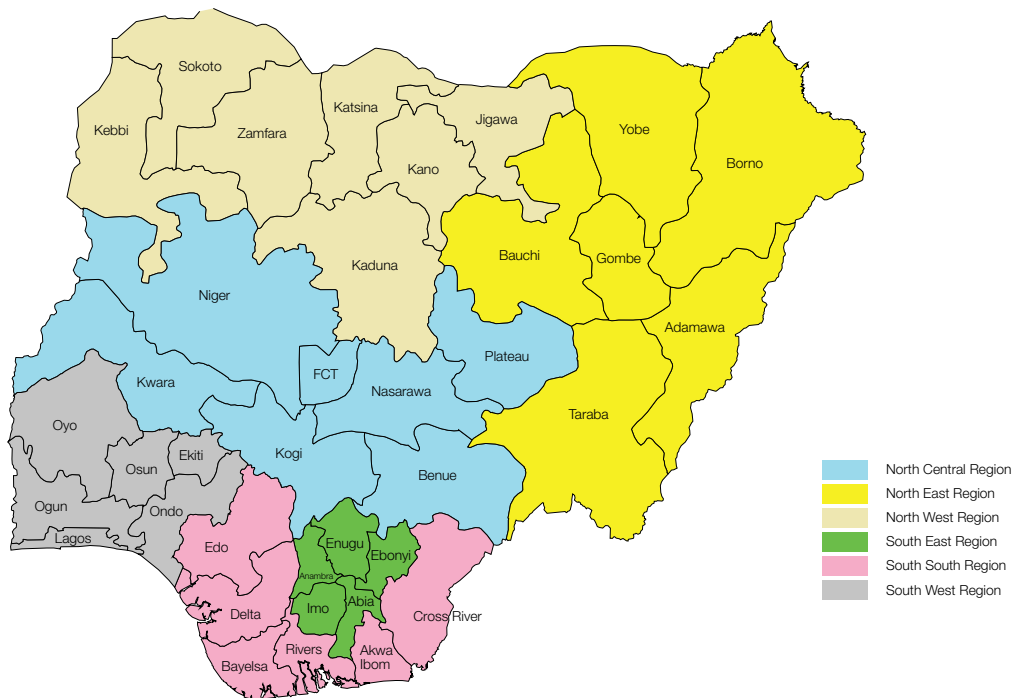 Sokoto
Kebbi
Zamfara
Katsina
Jigawa
Kano
Yobe
Borno
Kaduna
Bauchi
Gombe
Niger
Adamawa
Plateau
FCT
Nasarawa
Kwara
Taraba
Oyo
Kogi
Benue
Osun
Ekiti
Ogun
Ondo
Lagos
Edo
Enugu
Ebonyi
Anambra
Imo
Abia
Delta
Cross River
Rivers
Akwa
Ibom
Bayelsa
North Central Region
North East Region
North West Region
South East Region
South South Region
South West Region